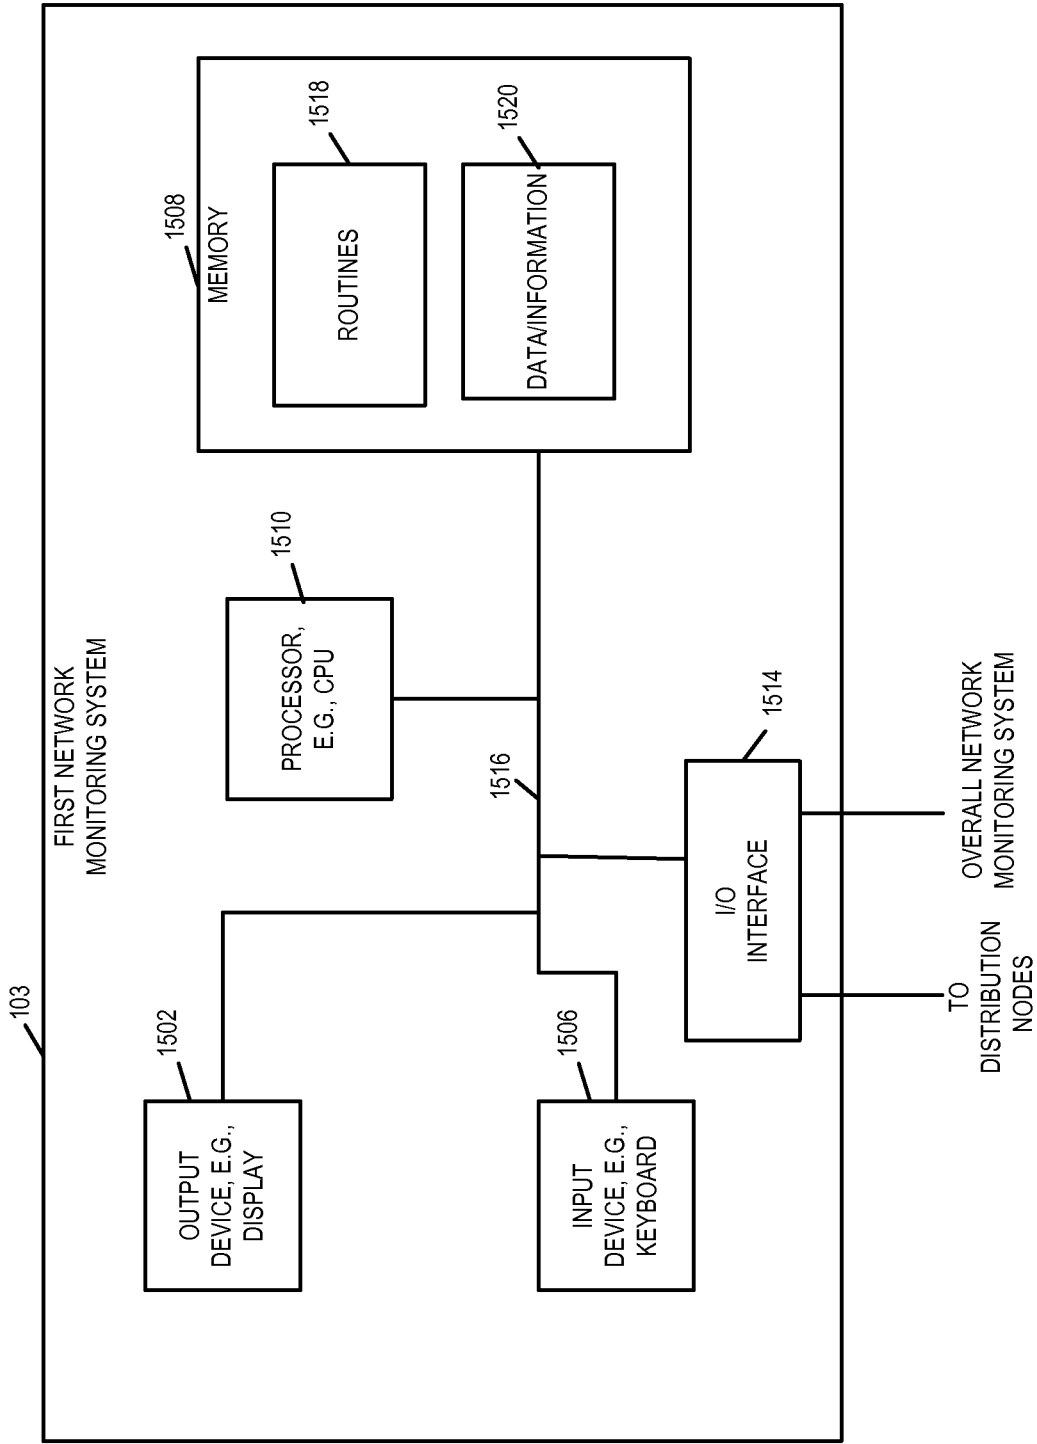 103
FIRST NETWORK
MONITORING SYSTEM
1502
OUTPUT
DEVICE, E.G.,
DISPLAY
1510
PROCESSOR,
E.G., CPU
1508
MEMORY
1518
ROUTINES
1520
DATA/INFORMATION
1516
1506
INPUT
DEVICE, E.G.,
KEYBOARD
1514
I/O
INTERFACE
TO
DISTRIBUTION
NODES
OVERALL NETWORK
MONITORING SYSTEM